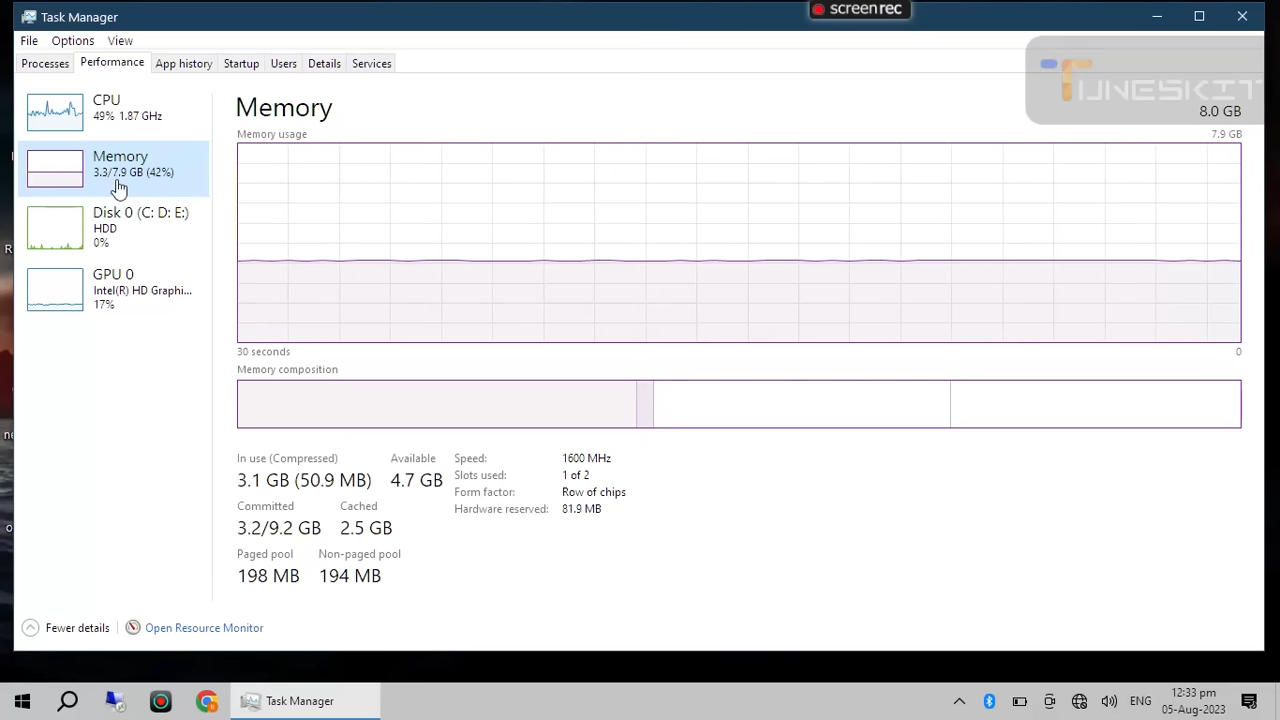 Task Manager
screenrec
File Options View
Processes Performance App history Startup Users Details Services
TUNESKIT
CPU
49% 1.87 GHz
Memory
3.3/7.9 GB (42%)
Disk 0 (C: D: E:)
HDD
0%
GPU 0
Intel(R) HD Graphi...
17%
Memory
8.0 GB
Memory usage
7.9 GB
30 seconds
0
Memory composition
In use (Compressed)
3.1 GB (50.9 MB)
Available
4.7 GB
Committed
3.2/9.2 GB
Cached
2.5 GB
Paged pool
198 MB
Non-paged pool
194 MB
Speed: 1600 MHz
Slots used: 1 of 2
Form factor: Row of chips
Hardware reserved: 81.9 MB
Fewer details
Open Resource Monitor
Task Manager
ENG
12:33 pm
05-Aug-2023